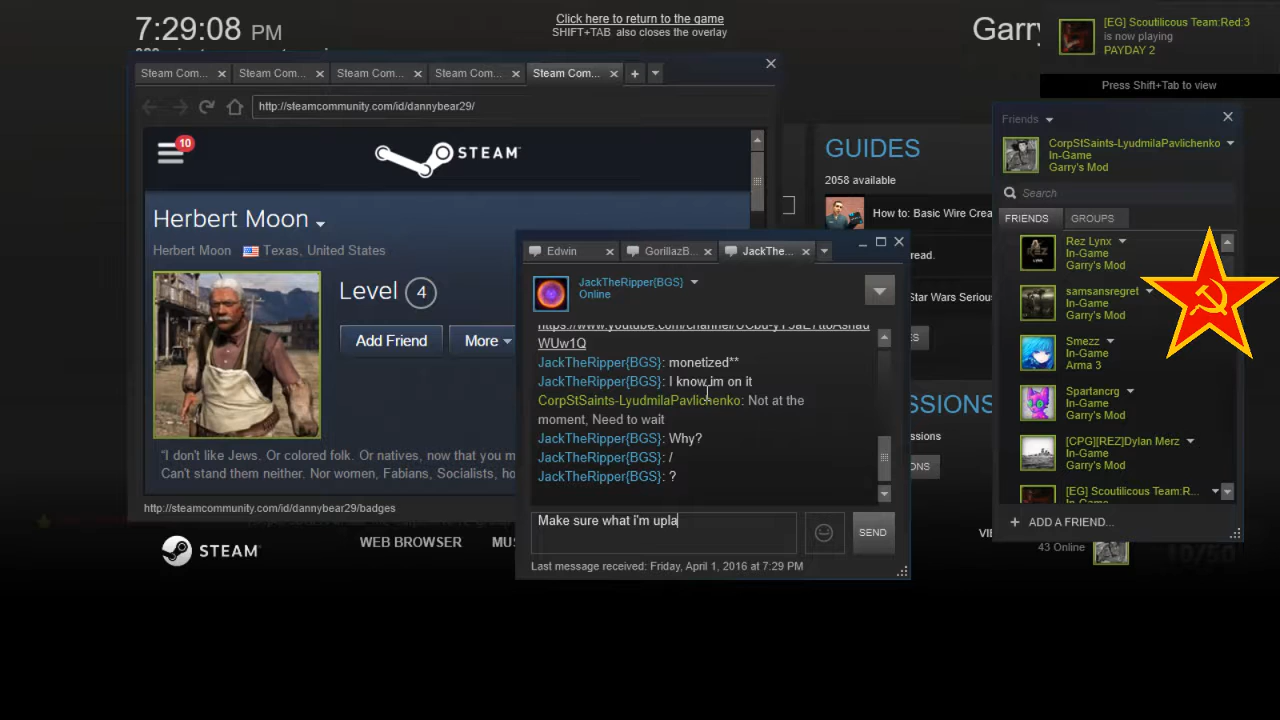 7:29:08 PM
Click here to return to the game
SHIFT+TAB also closes the overlay
Garry
[EG] Scoutilicous Team:Red:3
is now playing
PAYDAY 2
Press Shift+Tab to view
Steam Com...
Steam Com...
Steam Com...
Steam Com...
Steam Com...
http://steamcommunity.com/id/dannybear29/
10
STEAM
Herbert Moon
Herbert Moon Texas, United States
Level 4
Add Friend
More
"I don't like Jews. Or colored folk. Or natives, now that you m
Can't stand them neither. Nor women, Fabians, Socialists, ho
http://steamcommunity.com/id/dannybear29/badges
STEAM
WEB BROWSER
GUIDES
2058 available
How to: Basic Wire Crea
read.
Star Wars Seriou
Edwin
GorillazB...
JackThe...
JackTheRipper{BGS}
Online
WUw1Q
JackTheRipper{BGS}: monetized**
JackTheRipper{BGS}: I know im on it
CorpStSaints-LyudmilaPavlichenko: Not at the
moment, Need to wait
JackTheRipper{BGS}: Why?
JackTheRipper{BGS}: /
JackTheRipper{BGS}: ?
Make sure what i'm upla
SEND
Last message received: Friday, April 1, 2016 at 7:29 PM
Friends
CorpStSaints-LyudmilaPavlichenko
In-Game
Garry's Mod
Search
FRIENDS
GROUPS
Rez Lynx
In-Game
Garry's Mod
samsansregret
In-Game
Garry's Mod
Smezz
In-Game
Arma 3
Spartancrg
In-Game
Garry's Mod
[CPG][REZ]Dylan Merz
In-Game
Garry's Mod
[EG] Scoutilicous Team:R...
+ ADD A FRIEND...
43 Online